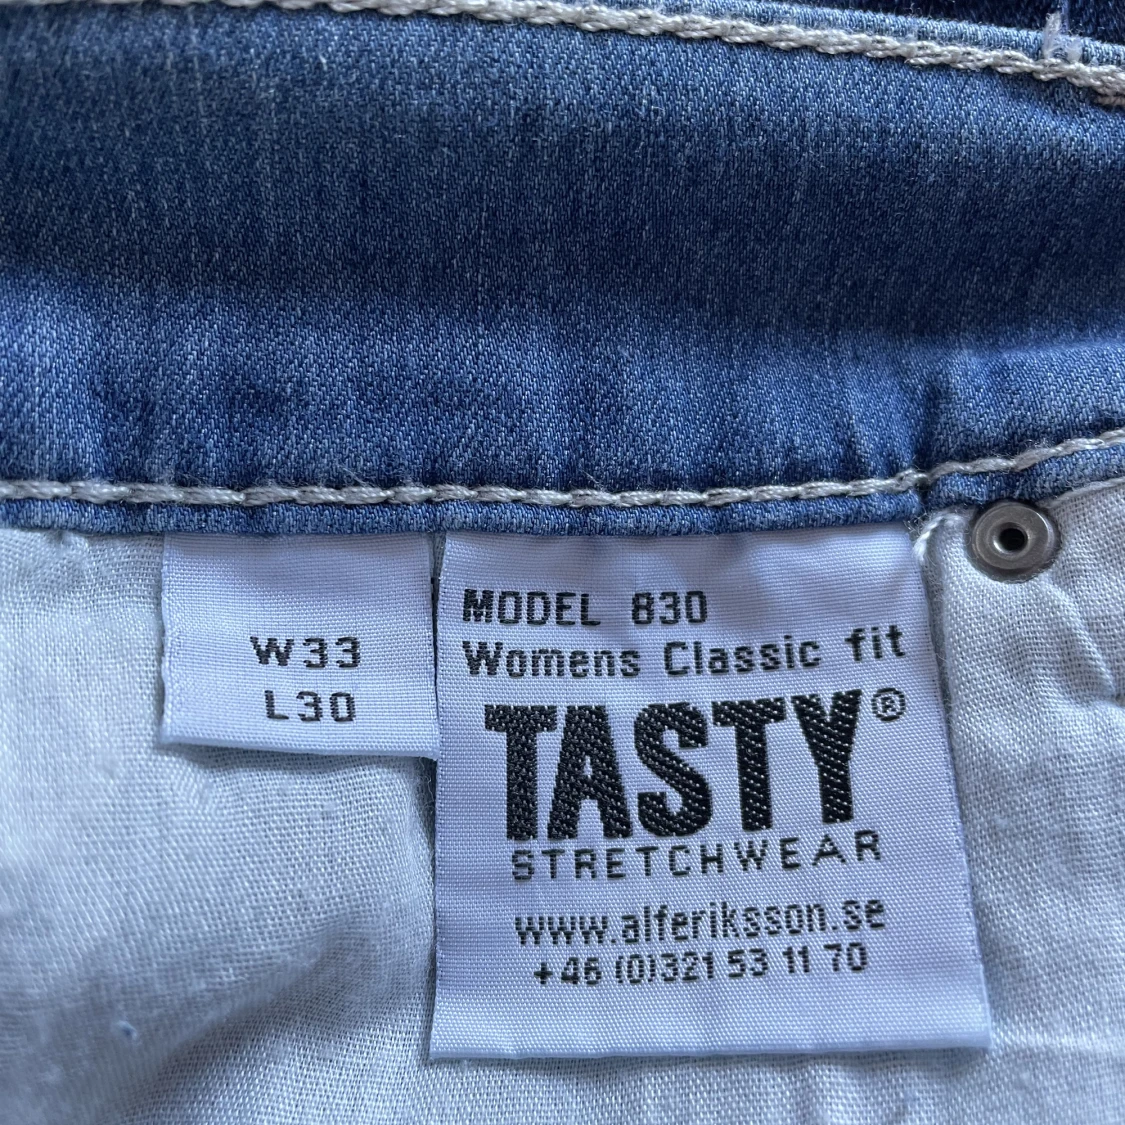 W33
L30
MODEL 830
Womens Classic fit
TASTY®
STRETCHWEAR
www.alferiksson.se
+46 (0)321 53 11 70